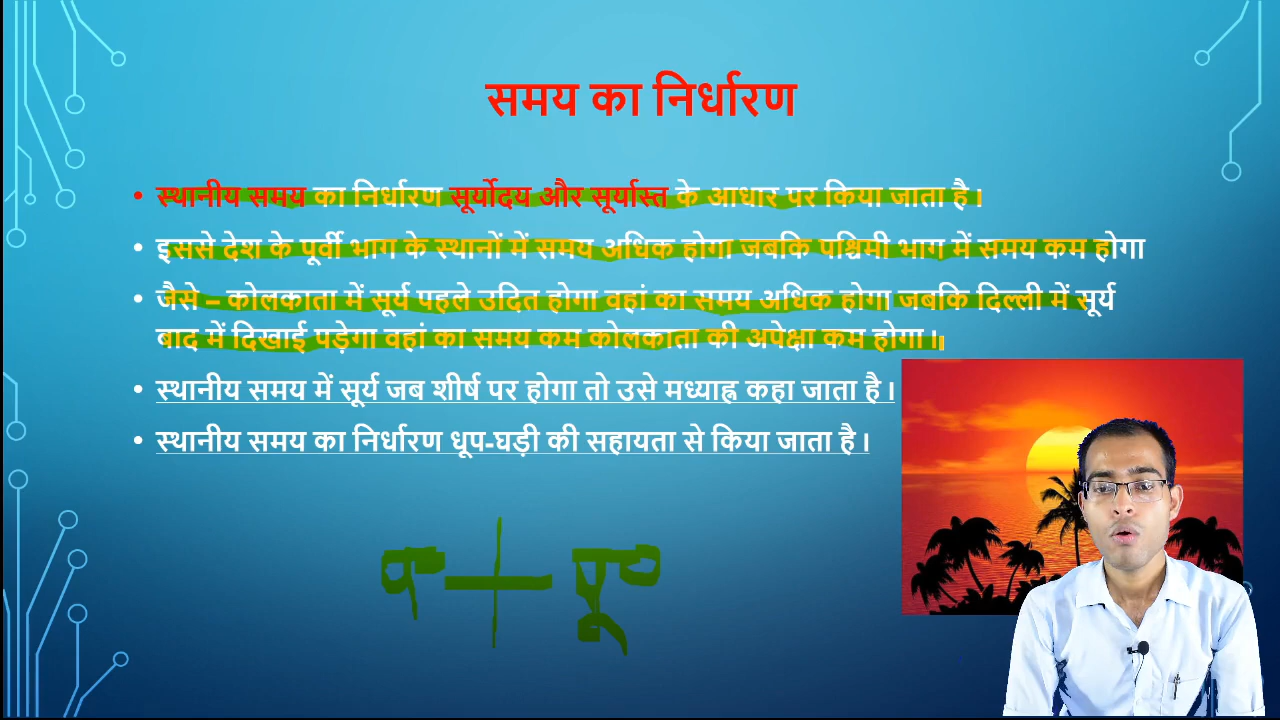 समय का निर्धारण
• स्थानीय समय का निर्धारण सूर्योदय और सूर्यास्त के आधार पर किया जाता है ।
• इससे देश के पूर्वी भाग के स्थानों में समय अधिक होगा जबकि पश्चिमी भाग में समय कम होगा
• जैसे – कोलकाता में सूर्य पहले उदित होगा वहां का समय अधिक होगा जबकि दिल्ली में सूर्य
बाद में दिखाई पड़ेगा वहां का समय कम कोलकाता की अपेक्षा कम होगा ।
• स्थानीय समय में सूर्य जब शीर्ष पर होगा तो उसे मध्याह्न कहा जाता है ।
• स्थानीय समय का निर्धारण धूप-घड़ी की सहायता से किया जाता है ।